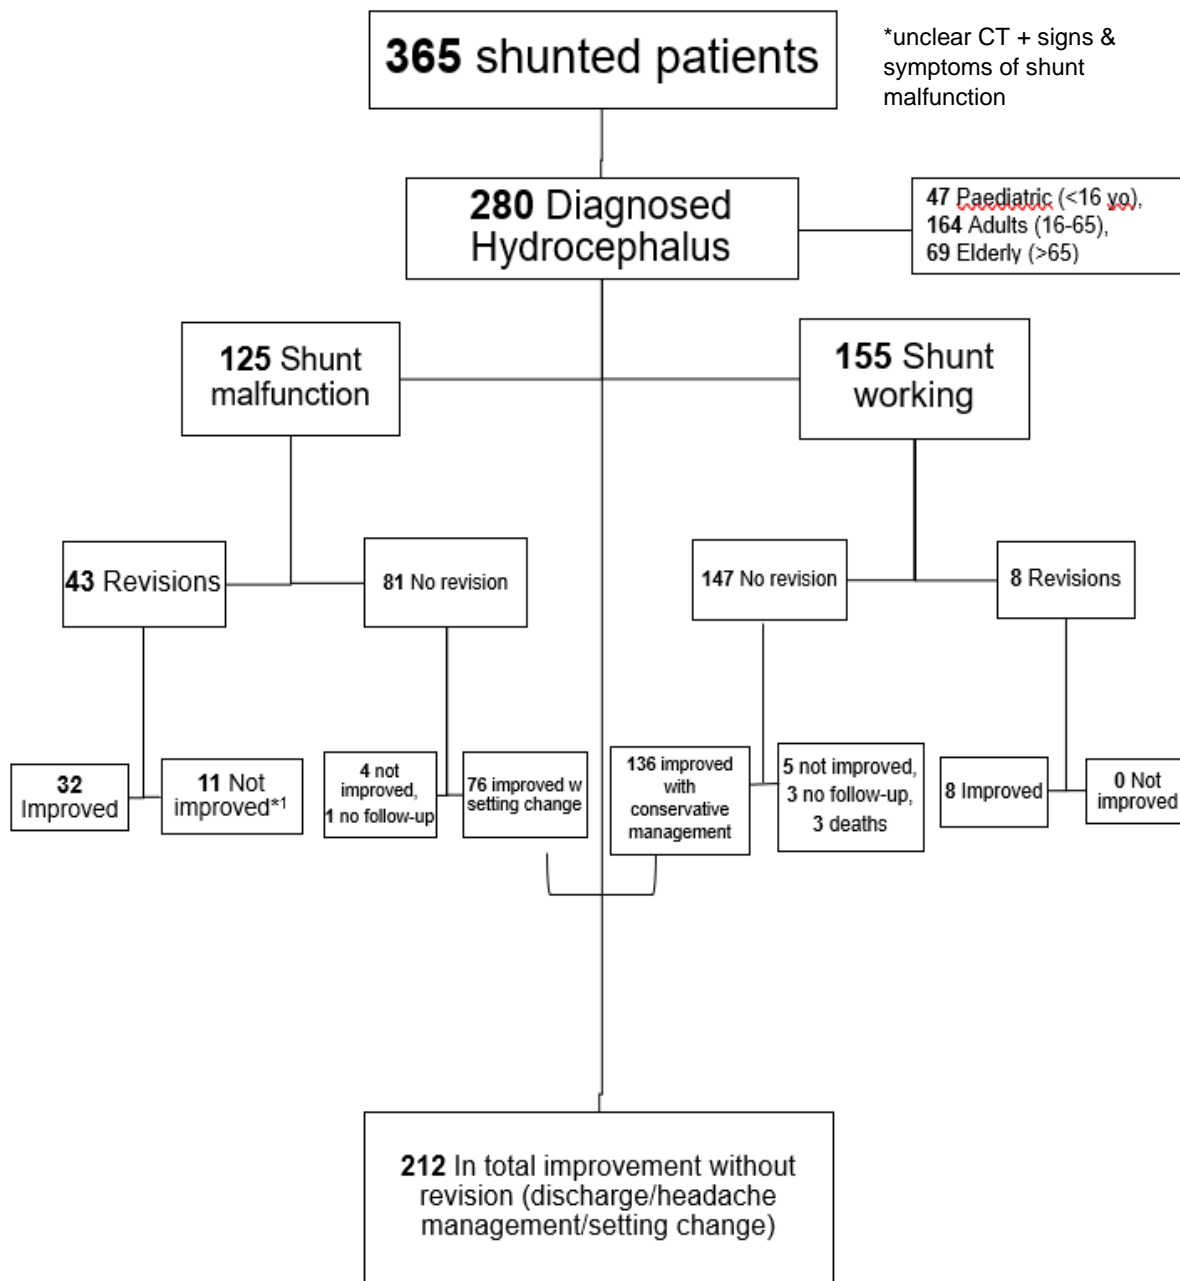 365 shunted patients
*unclear CT + signs &
symptoms of shunt
malfunction
280 Diagnosed
Hydrocephalus
47 Paediatric (<16 yo),
164 Adults (16-65),
69 Elderly (>65)
125 Shunt
malfunction
155 Shunt
working
43 Revisions
81 No revision
147 No revision
8 Revisions
32
Improved
11 Not
improved*1
4 not
improved,
1 no follow-up
76 improved w
setting change
136 improved
with
conservative
management
5 not improved,
3 no follow-up,
3 deaths
8 Improved
0 Not
improved
212 In total improvement without
revision (discharge/headache
management/setting change)